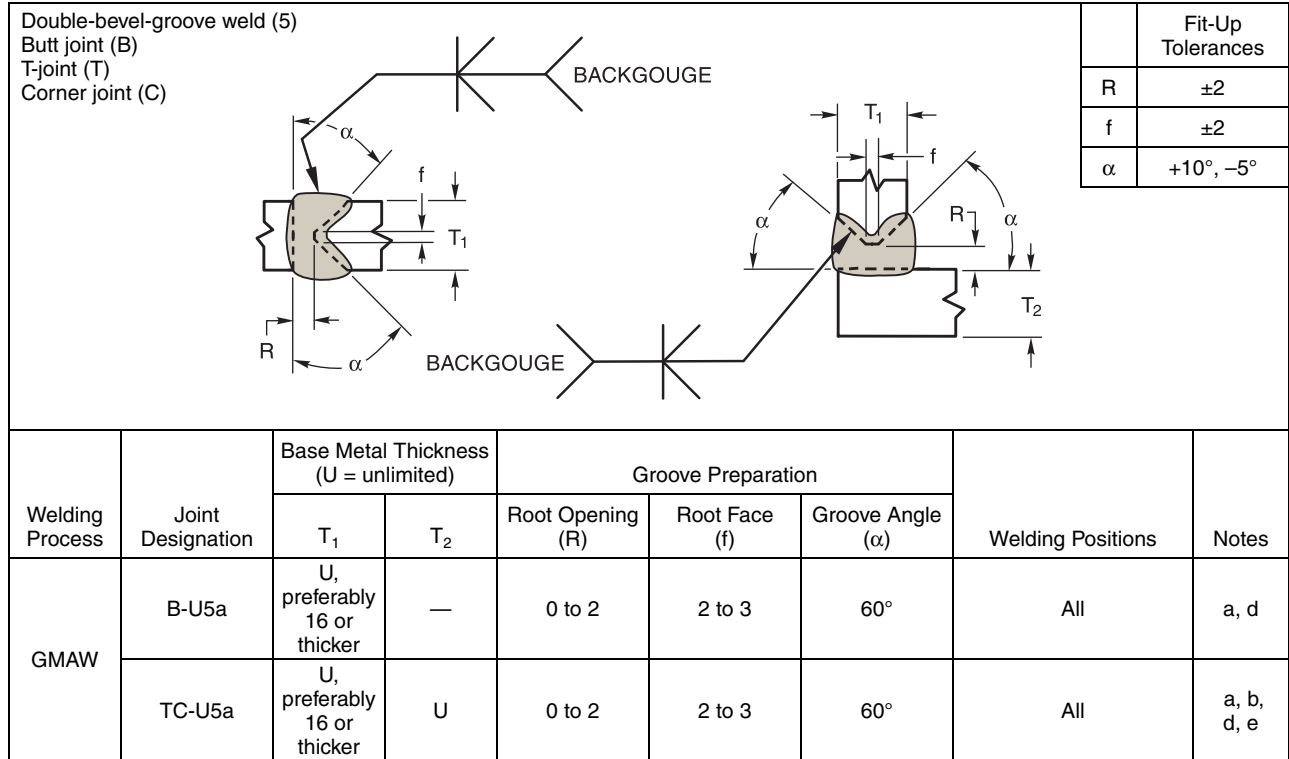 Double-bevel-groove weld (5)
Butt joint (B)
T-joint (T)
Corner joint (C)
BACKGOUGE
α
f
T1
R
α
BACKGOUGE
T1
f
α
R
α
T2
Fit-Up
Tolerances
R ±2
f ±2
α +10°, –5°
Welding
Process
Joint
Designation
Base Metal Thickness
(U = unlimited)
T1
T2
Groove Preparation
Root Opening
(R)
Root Face
(f)
Groove Angle
(α)
Welding Positions
Notes
GMAW
B-U5a
U,
preferably
16 or
thicker
—
0 to 2
2 to 3
60°
All
a, d
TC-U5a
U,
preferably
16 or
thicker
U
0 to 2
2 to 3
60°
All
a, b,
d, e